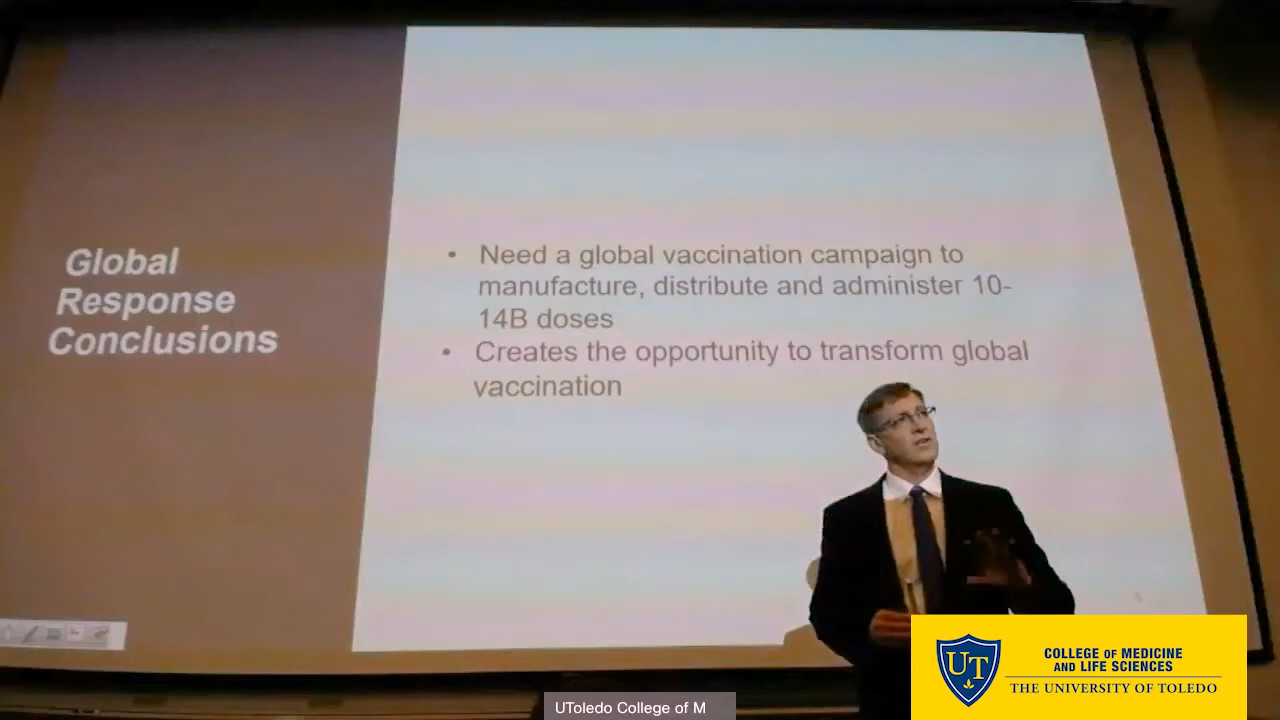 Global
Response
Conclusions
• Need a global vaccination campaign to
manufacture, distribute and administer 10-
14B doses
• Creates the opportunity to transform global
vaccination
UT
COLLEGE OF MEDICINE
AND LIFE SCIENCES
THE UNIVERSITY OF TOLEDO
UToledo College of M